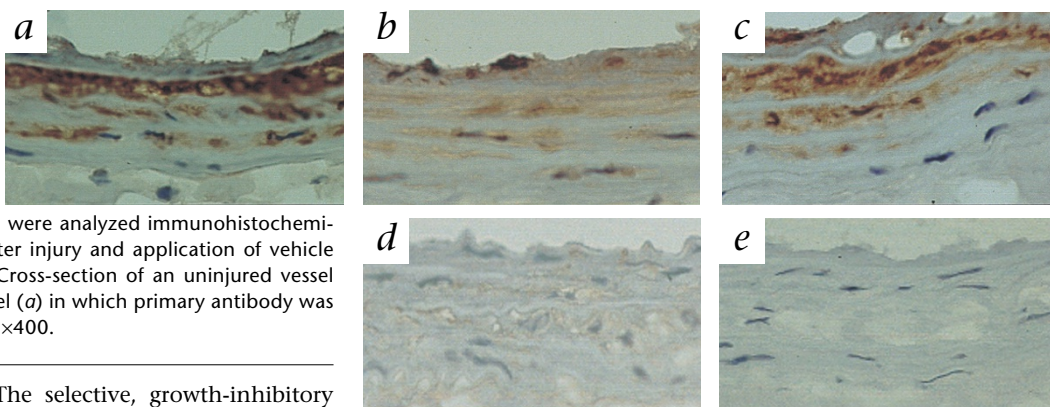 a
b
c
were analyzed immunohistochemi-
ter injury and application of vehicle
Cross-section of an uninjured vessel
el (a) in which primary antibody was
×400.
d
e
The selective, growth-inhibitory